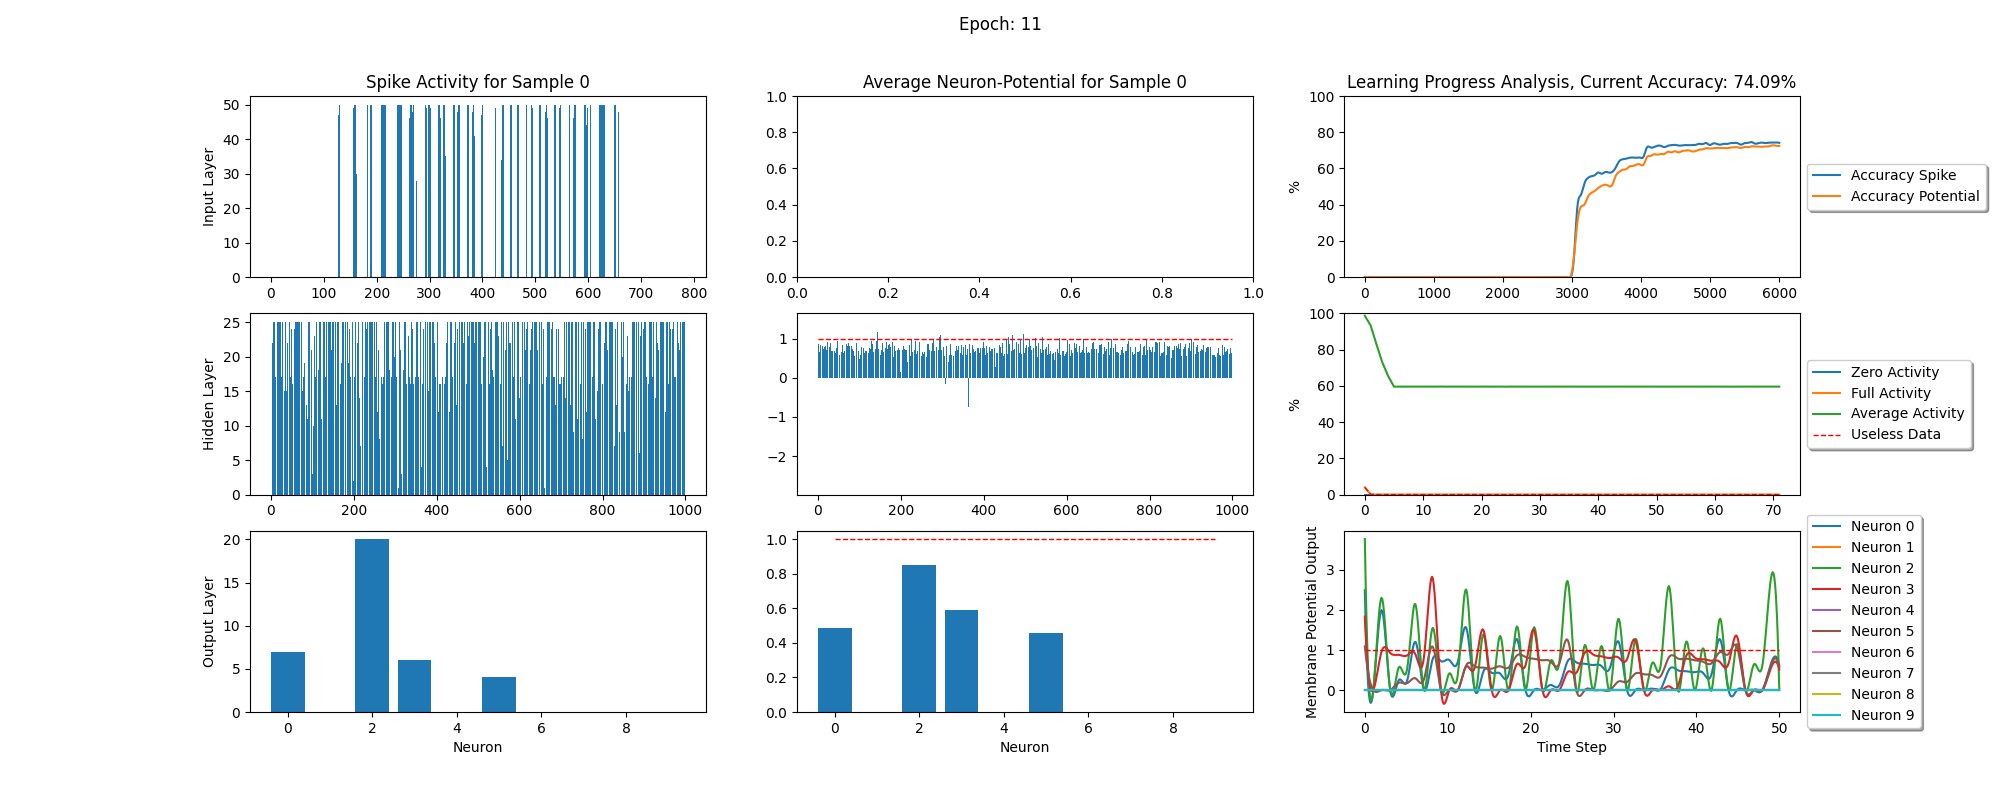 Epoch: 11
Spike Activity for Sample 0
Input Layer
50
40
30
20
10
0
0 100 200 300 400 500 600 700 800
Average Neuron-Potential for Sample 0
1.0
0.8
0.6
0.4
0.2
0.0
0.0 0.2 0.4 0.6 0.8 1.0
Learning Progress Analysis, Current Accuracy: 74.09%
%
100
80
60
40
20
0
0 1000 2000 3000 4000 5000 6000
Accuracy Spike
Accuracy Potential
Hidden Layer
25
20
15
10
5
0
0 200 400 600 800 1000
1
0
−1
−2
0 200 400 600 800 1000
%
100
80
60
40
20
0
0 10 20 30 40 50 60 70
Zero Activity
Full Activity
Average Activity
Useless Data
Output Layer
20
15
10
5
0
0 2 4 6 8
Neuron
1.0
0.8
0.6
0.4
0.2
0.0
0 2 4 6 8
Neuron
Membrane Potential Output
3
2
1
0
0 10 20 30 40 50
Time Step
Neuron 0
Neuron 1
Neuron 2
Neuron 3
Neuron 4
Neuron 5
Neuron 6
Neuron 7
Neuron 8
Neuron 9